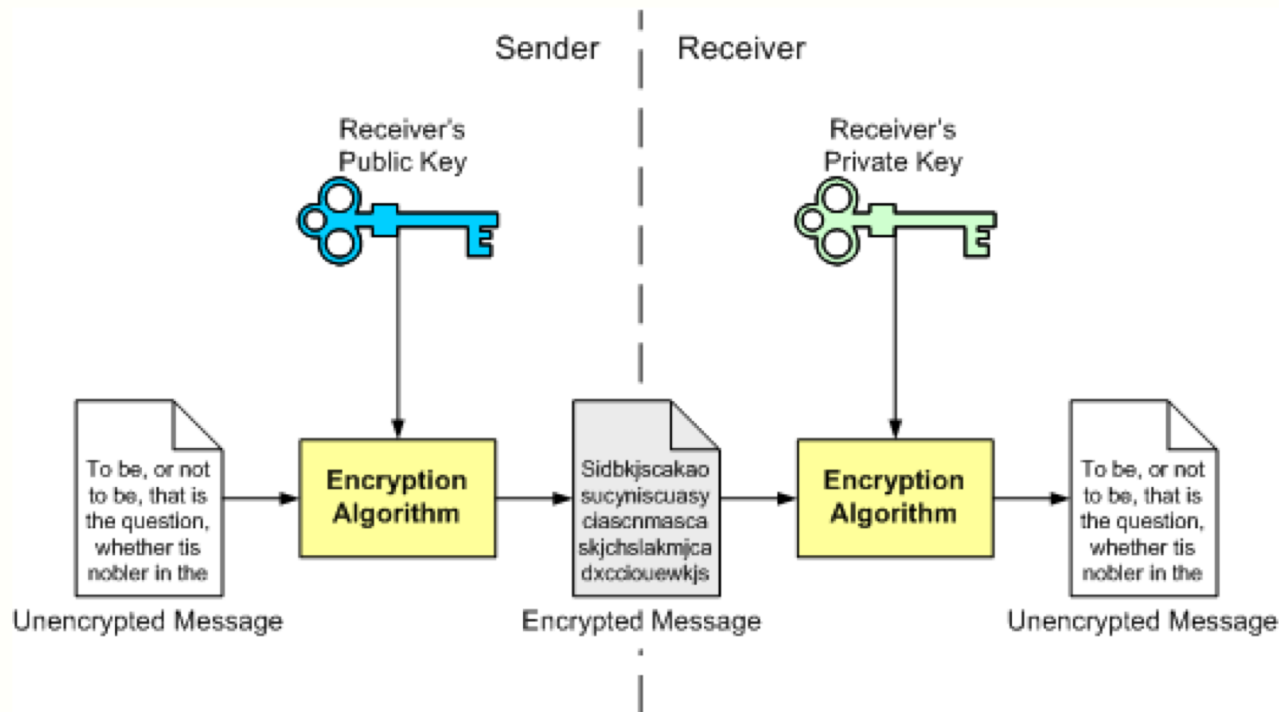 Sender
Receiver
Receiver's
Public Key
Receiver's
Private Key
To be, or not
to be, that is
the question,
whether tis
nobler in the
Encryption
Algorithm
Sidbkjscakao
sucyniscuasy
ciascnmasca
skjchslakmjca
dxcciouewkjs
Encryption
Algorithm
To be, or not
to be, that is
the question,
whether tis
nobler in the
Unencrypted Message
Encrypted Message
Unencrypted Message